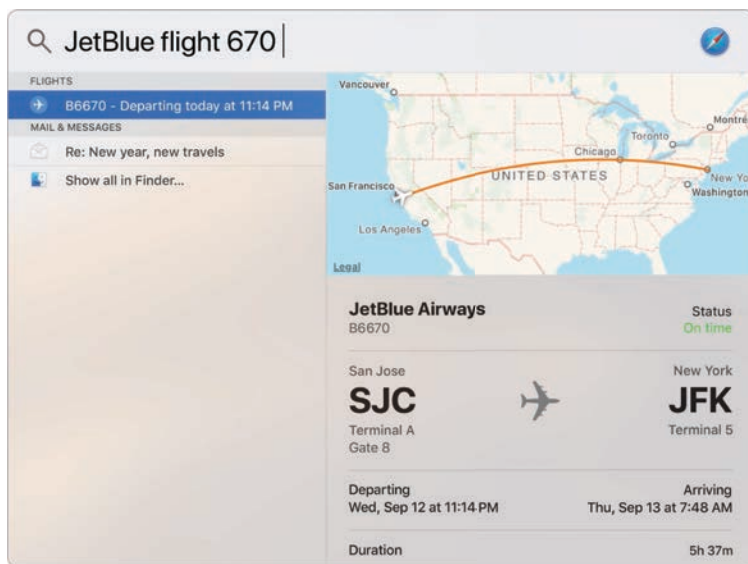 JetBlue flight 670
FLIGHTS
B6670 - Departing today at 11:14 PM
MAIL & MESSAGES
Re: New year, new travels
Show all in Finder...
Vancouver
Toronto
Montré
Chicago
UNITED STATES
New Yo
San Francisco
Washington
Los Angeles
Legal
JetBlue Airways
Status
B6670
On time
San Jose
New York
SJC
JFK
Terminal A
Terminal 5
Gate 8
Departing
Arriving
Wed, Sep 12 at 11:14 PM
Thu, Sep 13 at 7:48 AM
Duration
5h 37m